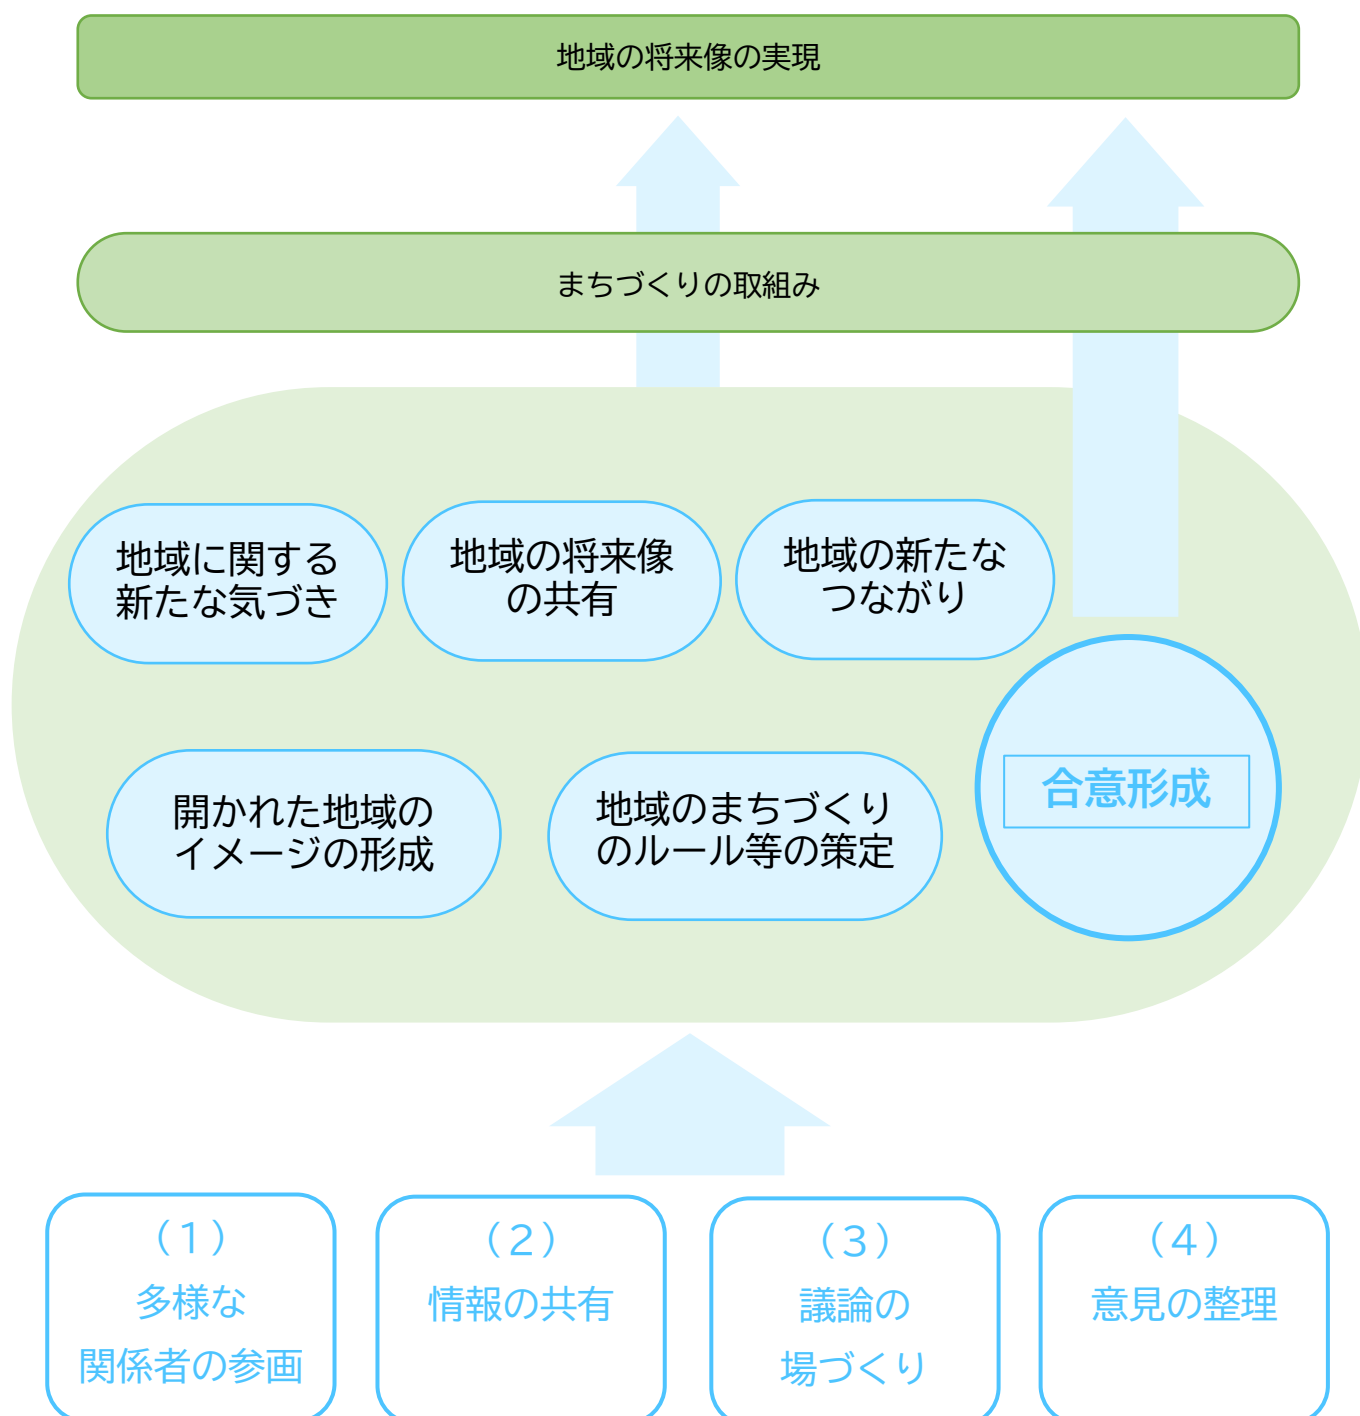 地域の将来像の実現
まちづくりの取組み
地域に関する
新たな気づき
地域の将来像
の共有
地域の新たな
つながり
開かれた地域の
イメージの形成
地域のまちづくり
のルール等の策定
合意形成
（１）
多様な
関係者の参画
（２）
情報の共有
（３）
議論の
場づくり
（４）
意見の整理